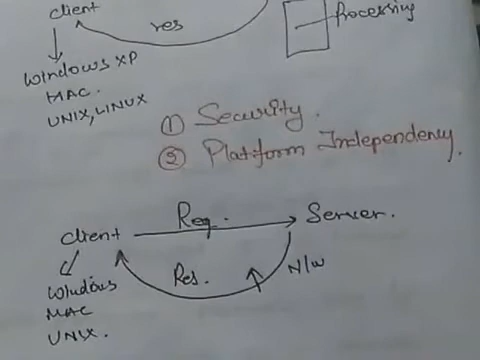 client
res
Processing
Windows XP
MAC.
UNIX, LINUX
① Security.
② Platform Independency.
Req.
Server.
client
Res.
N/w
Windows
MAC
UNIX.